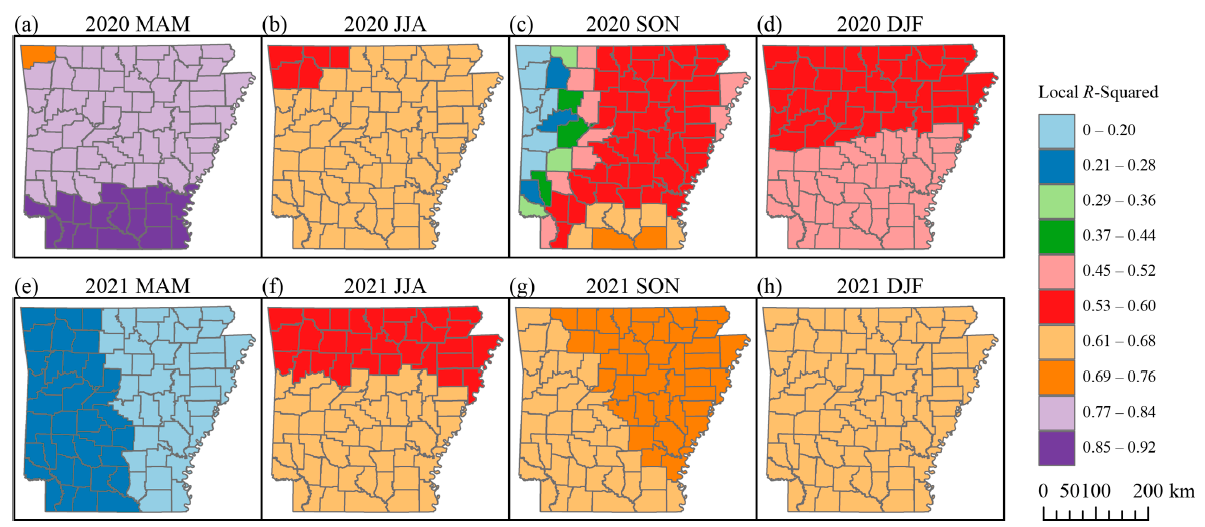 (a) 2020 MAM
(b) 2020 JJA
(c) 2020 SON
(d) 2020 DJF
(e) 2021 MAM
(f) 2021 JJA
(g) 2021 SON
(h) 2021 DJF
Local R-Squared
0 – 0.20
0.21 – 0.28
0.29 – 0.36
0.37 – 0.44
0.45 – 0.52
0.53 – 0.60
0.61 – 0.68
0.69 – 0.76
0.77 – 0.84
0.85 – 0.92
0 50 100 200 km